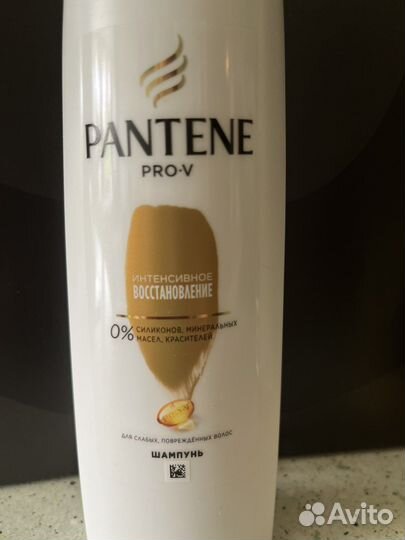 PANTENE
PRO-V
ИНТЕНСИВНОЕ
ВОССТАНОВЛЕНИЕ
0% СИЛИКОНОВ, МИНЕРАЛЬНЫХ
МАСЕЛ, КРАСИТЕЛЕЙ
ДЛЯ СЛАБЫХ, ПОВРЕЖДЁННЫХ ВОЛОС
ШАМПУНЬ
Avito